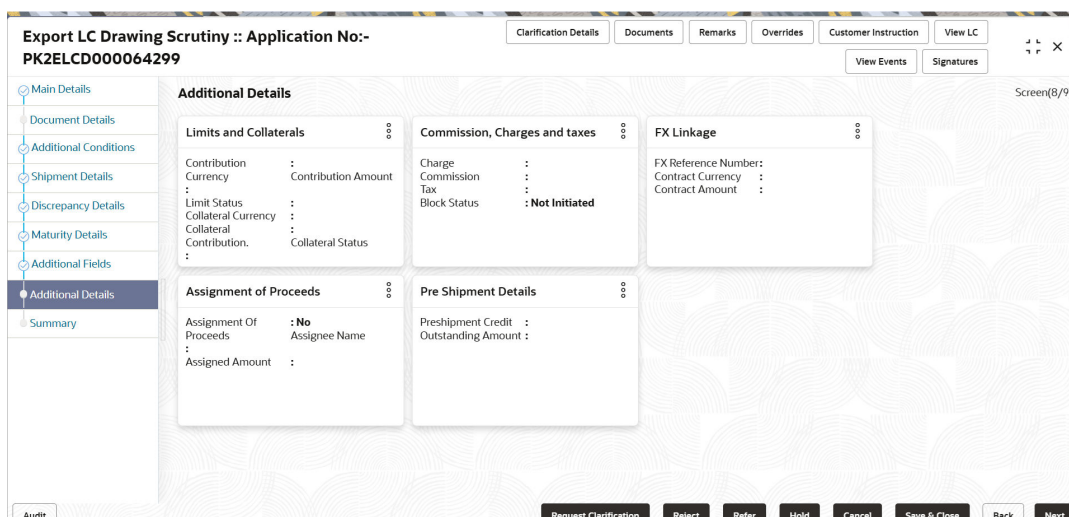 Export LC Drawing Scrutiny :: Application No:-
PK2ELCD000064299
Clarification Details
Documents
Remarks
Overrides
Customer Instruction
View LC
View Events
Signatures
Main Details
Document Details
Additional Conditions
Shipment Details
Discrepancy Details
Maturity Details
Additional Fields
Additional Details
Summary
Additional Details
Screen(8/9
Limits and Collaterals
Contribution :
Currency Contribution Amount
:
Limit Status :
Collateral Currency :
Collateral :
Contribution. Collateral Status
:
Commission, Charges and taxes
Charge :
Commission :
Tax :
Block Status : Not Initiated
FX Linkage
FX Reference Number:
Contract Currency :
Contract Amount :
Assignment of Proceeds
Assignment Of : No
Proceeds Assignee Name
:
Assigned Amount :
Pre Shipment Details
Preshipment Credit :
Outstanding Amount :
Audit
Request Clarification
Reject
Refer
Hold
Cancel
Save & Close
Back
Next